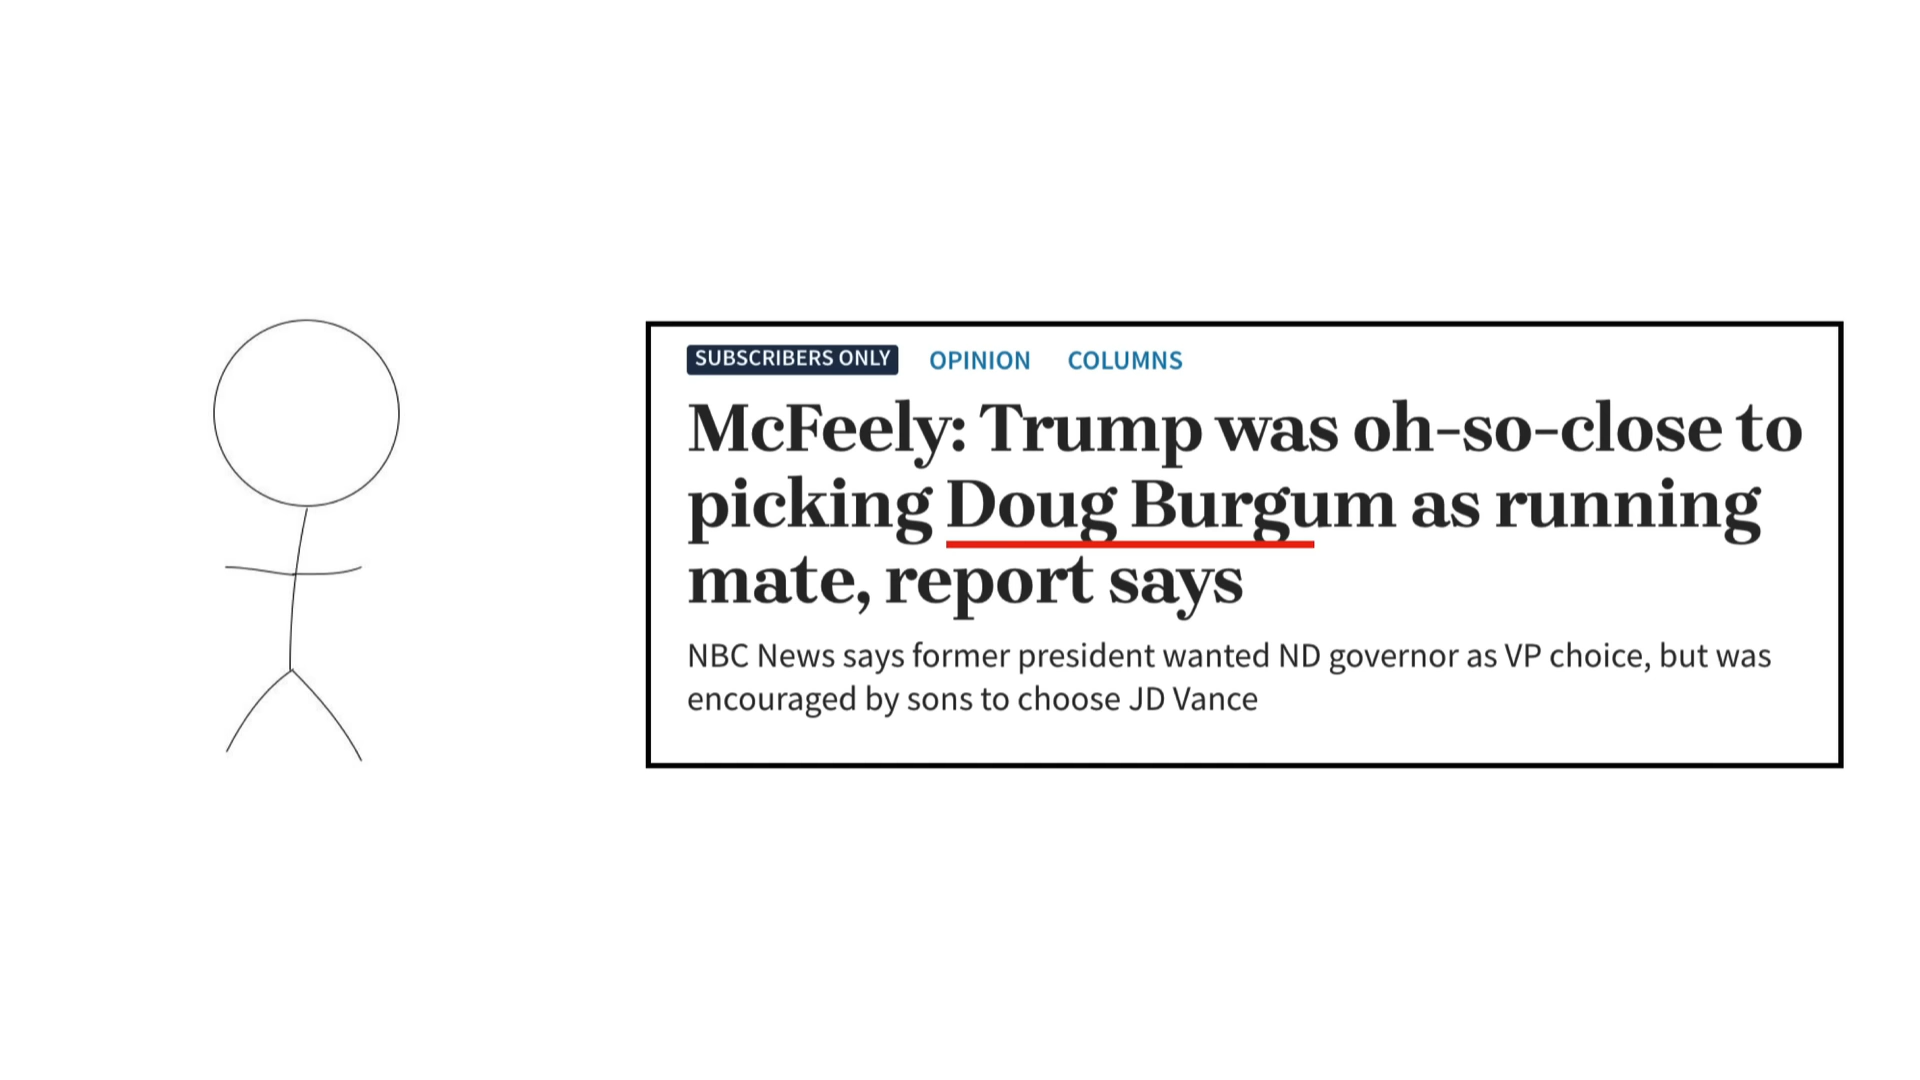 SUBSCRIBERS ONLY OPINION COLUMNS
McFeely: Trump was oh-so-close to
picking Doug Burgum as running
mate, report says
NBC News says former president wanted ND governor as VP choice, but was
encouraged by sons to choose JD Vance